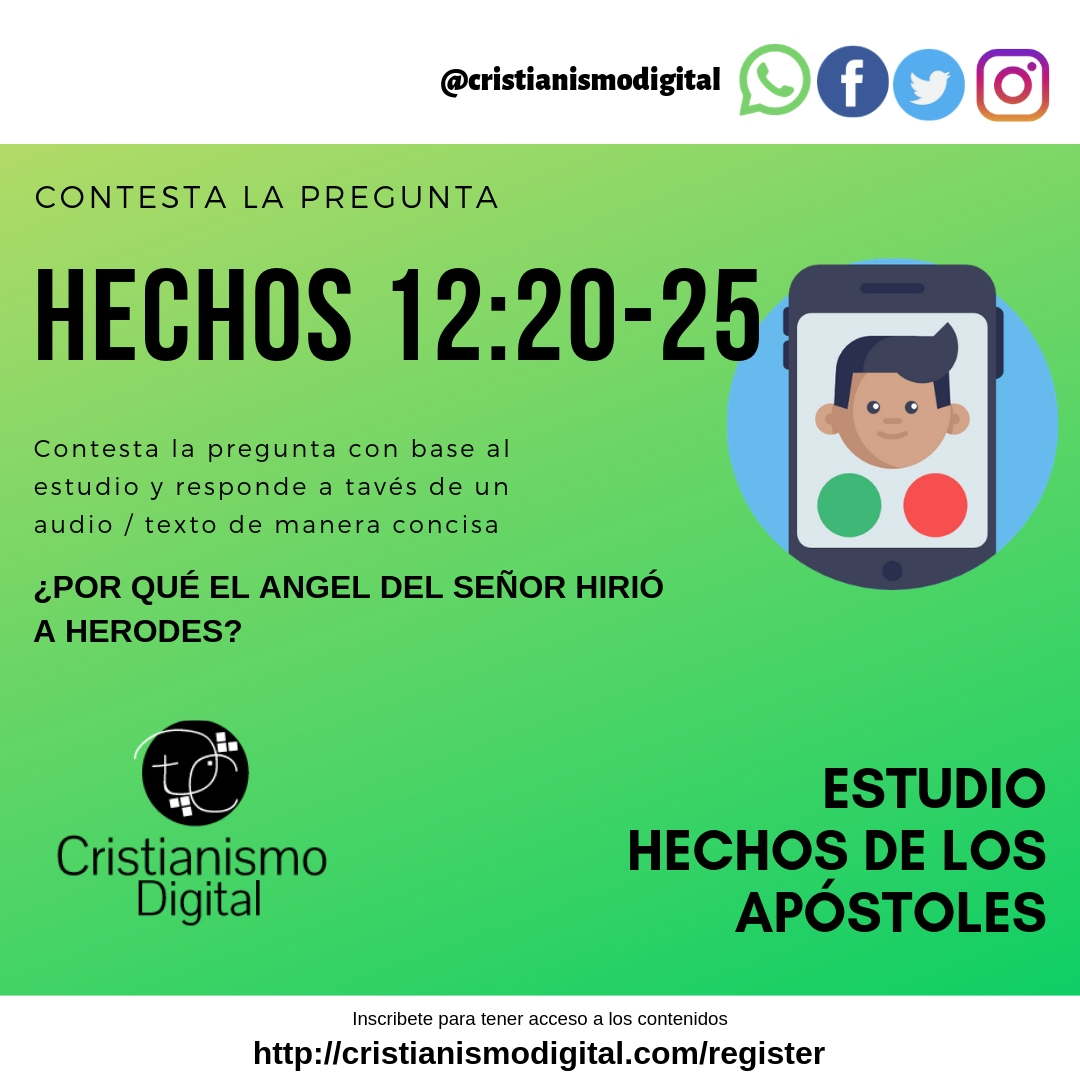 @cristianismodigital
CONTESTA LA PREGUNTA
HECHOS 12:20-25
Contesta la pregunta con base al
estudio y responde a tavés de un
audio / texto de manera concisa
¿POR QUÉ EL ANGEL DEL SEÑOR HIRIÓ
A HERODES?
Cristianismo
Digital
ESTUDIO
HECHOS DE LOS
APÓSTOLES
Inscribete para tener acceso a los contenidos
http://cristianismodigital.com/register